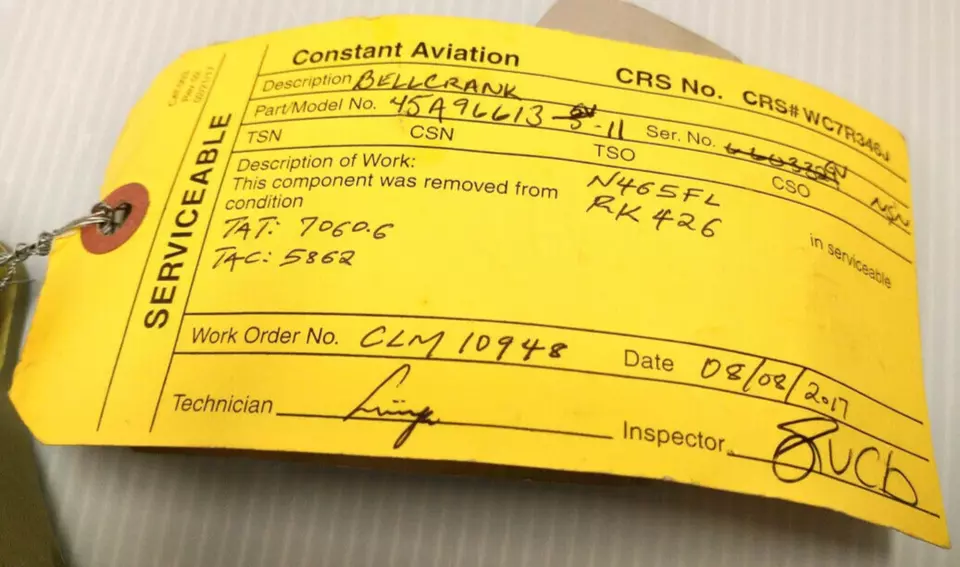 Constant Aviation CRS No. CRS# WC7R346J
Description BELLCRANK
Part/Model No. 45A96613 -11 Ser. No. NSN
TSN CSN TSO CSO
Description of Work:
This component was removed from N465FL in serviceable
condition RK426
TAT: 7060.6
TAC: 5862
Work Order No. CLM 10948 Date 08/08/2017
Technician
Inspector
SERVICEABLE